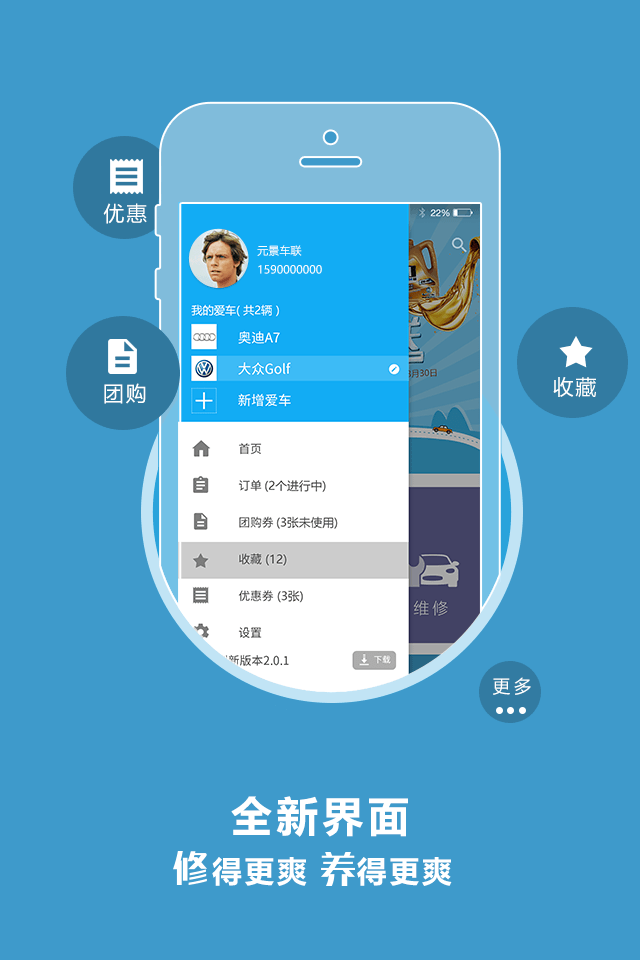 优惠
22%
元景车联
1590000000
我的爱车(共2辆)
奥迪A7
团购
大众Golf
月30日
收藏
新增爱车
首页
订单 (2个进行中)
团购券 (3张未使用)
收藏 (12)
优惠券 (3张)
维修
设置
新版本2.0.1
下载
更多
全新界面
修得更爽 养得更爽